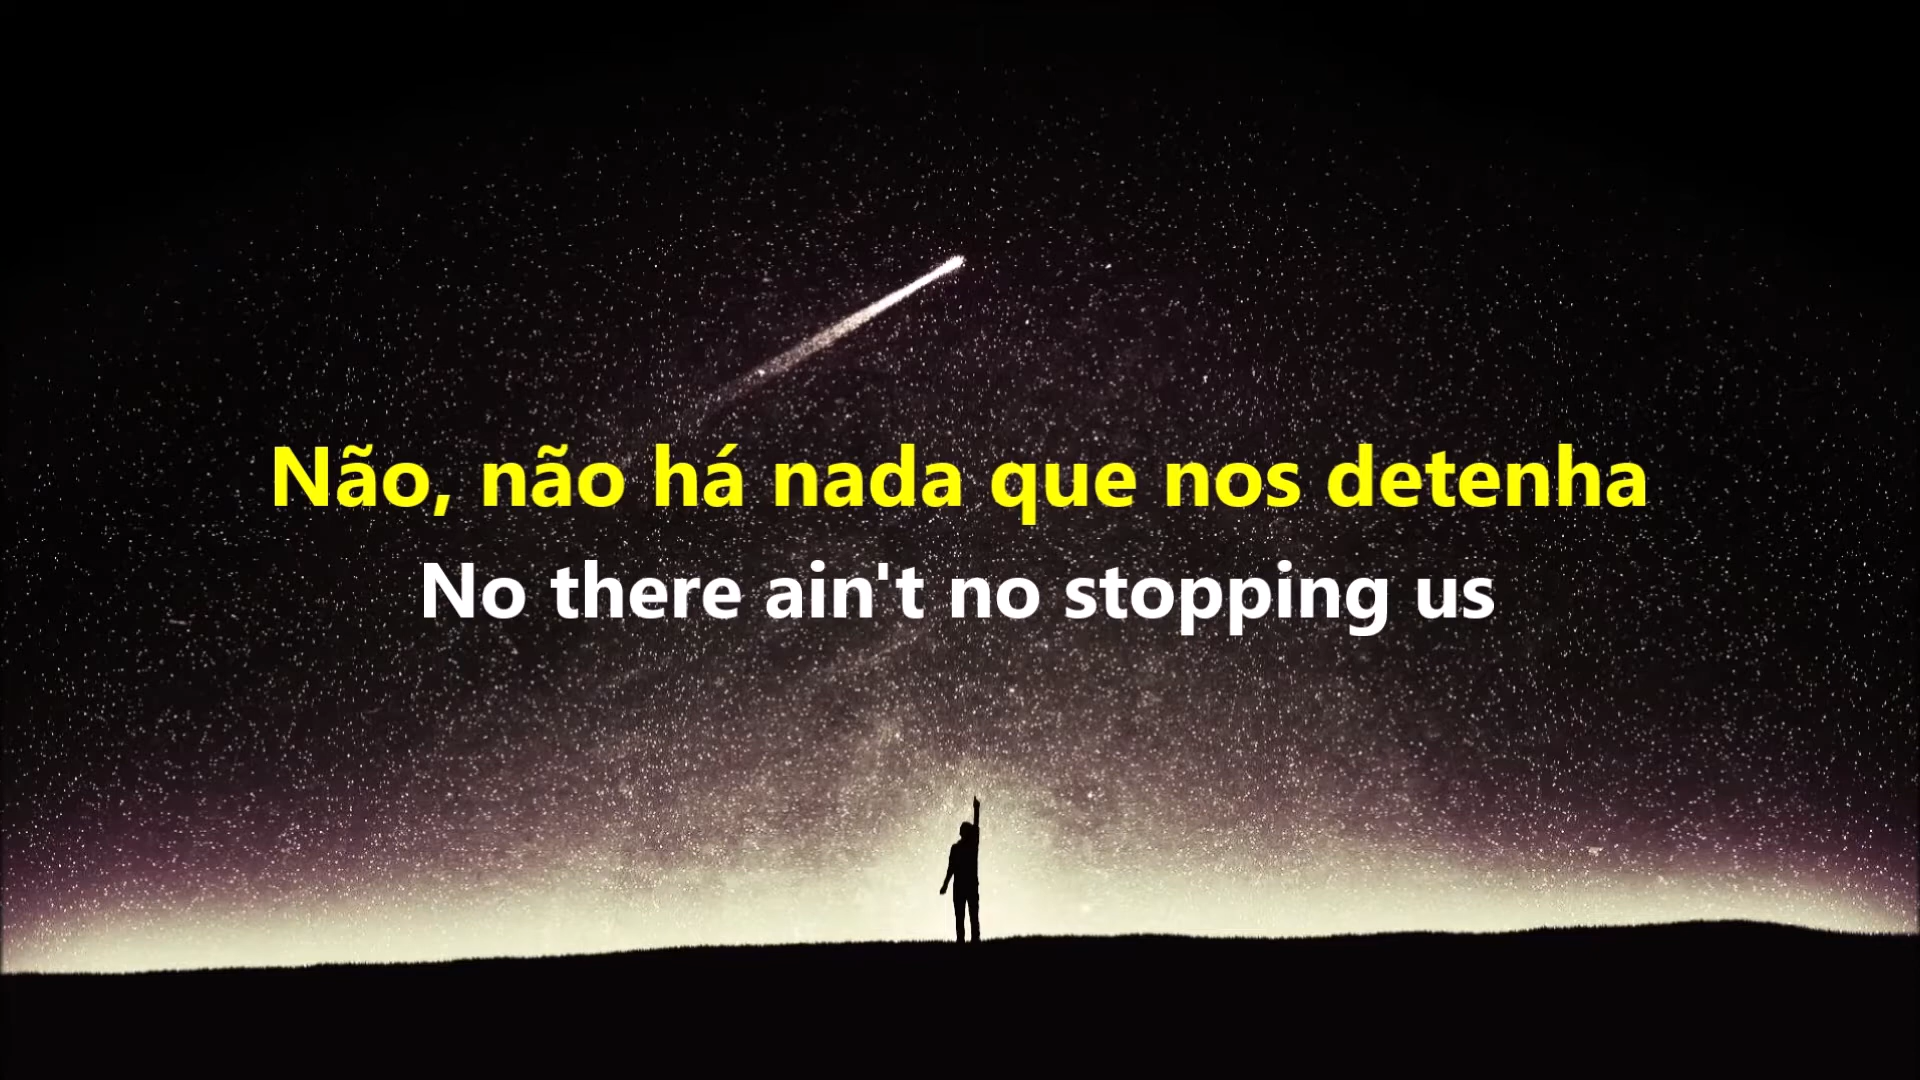 Não, não há nada que nos detenha
No there ain't no stopping us